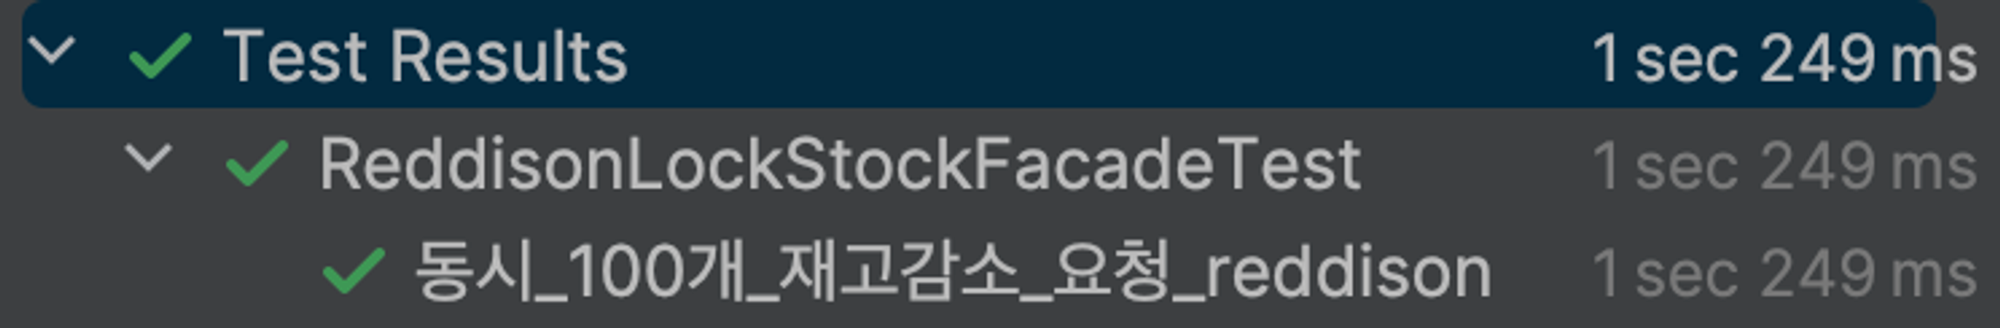 Test Results 1 sec 249 ms
ReddisonLockStockFacadeTest 1 sec 249 ms
동시_100개_재고감소_요청_reddison 1 sec 249 ms